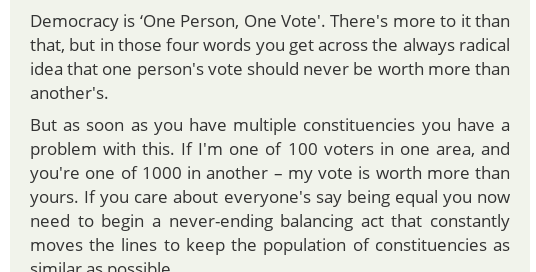 Democracy is ‘One Person, One Vote'. There's more to it than
that, but in those four words you get across the always radical
idea that one person's vote should never be worth more than
another's.
But as soon as you have multiple constituencies you have a
problem with this. If I'm one of 100 voters in one area, and
you're one of 1000 in another – my vote is worth more than
yours. If you care about everyone's say being equal you now
need to begin a never-ending balancing act that constantly
moves the lines to keep the population of constituencies as
similar as possible.